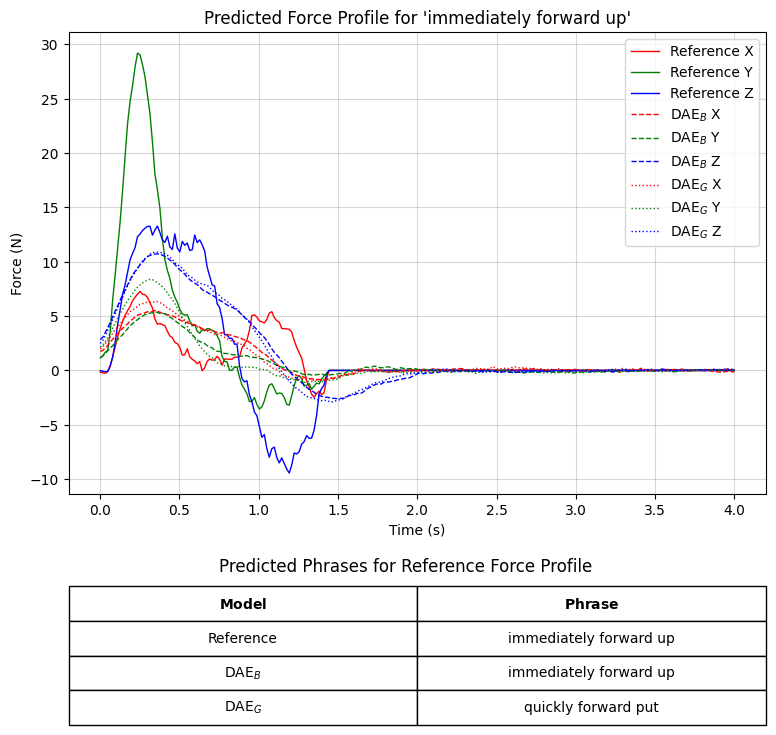 Predicted Force Profile for 'immediately forward up'
Force (N)
30
25
20
15
10
5
0
−5
−10
Reference X
Reference Y
Reference Z
DAE_B X
DAE_B Y
DAE_B Z
DAE_G X
DAE_G Y
DAE_G Z
0.0 0.5 1.0 1.5 2.0 2.5 3.0 3.5 4.0
Time (s)
Predicted Phrases for Reference Force Profile
Model Phrase
Reference immediately forward up
DAE_B immediately forward up
DAE_G quickly forward put